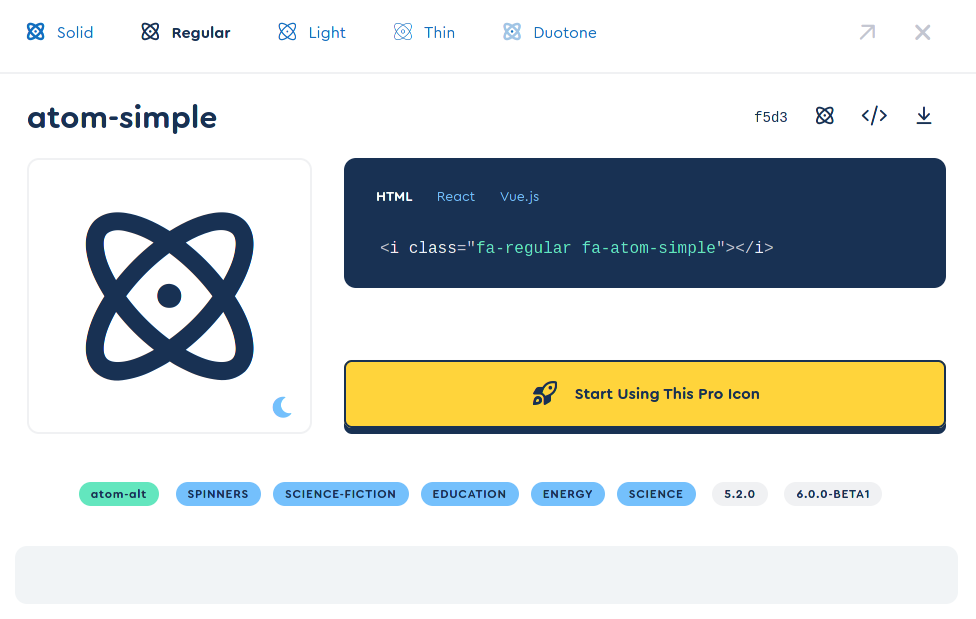 Solid Regular Light Thin Duotone
atom-simple
f5d3
HTML React Vue.js
<i class="fa-regular fa-atom-simple"></i>
Start Using This Pro Icon
atom-alt SPINNERS SCIENCE-FICTION EDUCATION ENERGY SCIENCE 5.2.0 6.0.0-BETA1